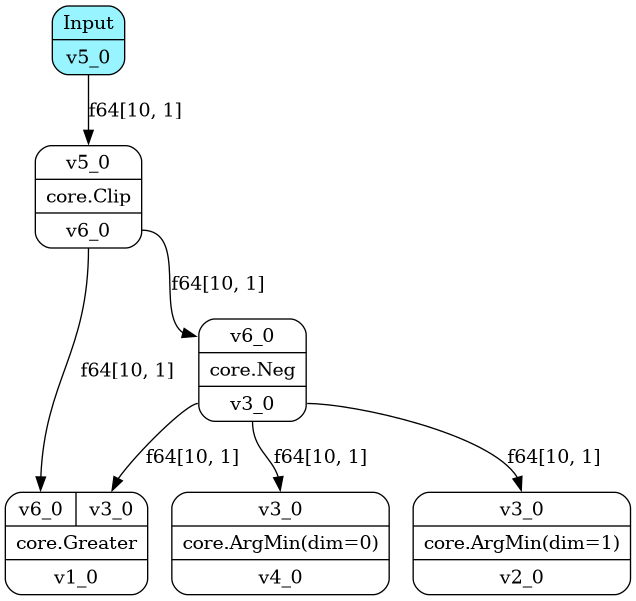 Input
v5_0
f64[10, 1]
v5_0
core.Clip
v6_0
f64[10, 1]
v6_0
f64[10, 1]
core.Neg
v3_0
f64[10, 1]
f64[10, 1]
f64[10, 1]
v6_0
v3_0
core.Greater
v1_0
v3_0
core.ArgMin(dim=0)
v4_0
v3_0
core.ArgMin(dim=1)
v2_0